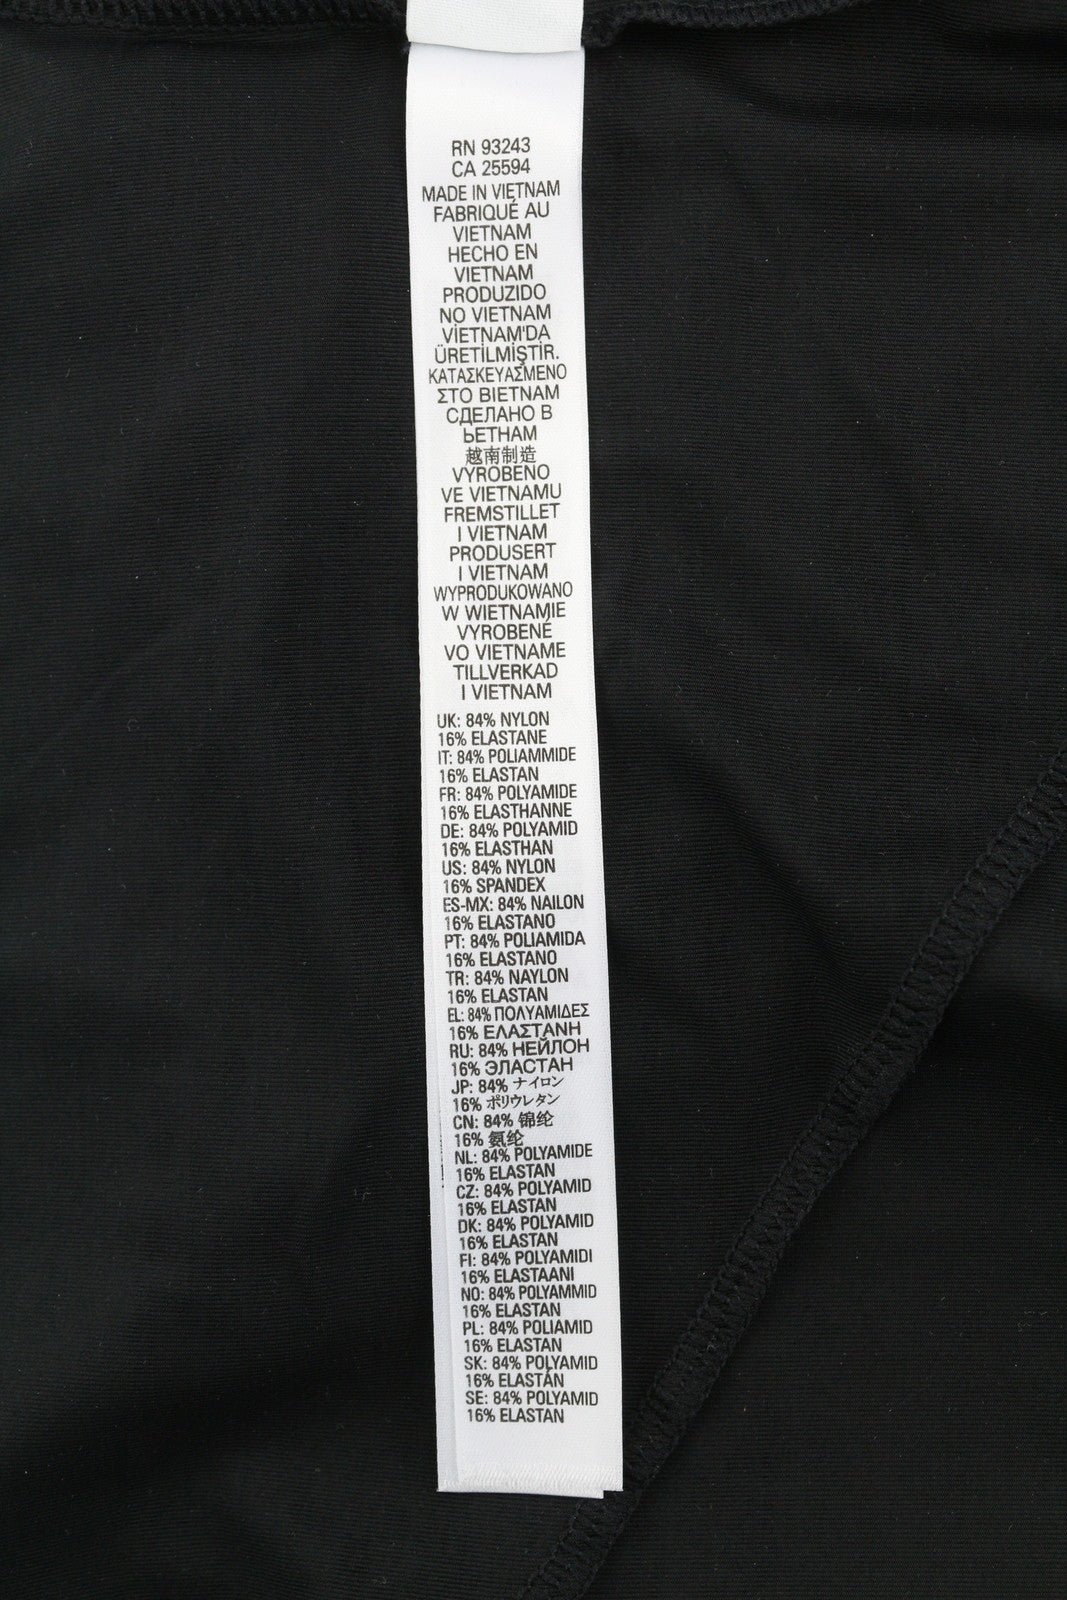 RN 93243
CA 25594
MADE IN VIETNAM
FABRIQUÉ AU
VIETNAM
HECHO EN
VIETNAM
PRODUZIDO
NO VIETNAM
VİETNAM'DA
ÜRETİLMİŞTİR.
ΚΑΤΑΣΚΕΥΑΣΜΕΝΟ
ΣΤΟ ΒΙΕΤΝΑΜ
СДЕЛАНО В
ЬЕТНАМ
越南制造
VYROBENO
VE VIETNAMU
FREMSTILLET
I VIETNAM
PRODUSERT
I VIETNAM
WYPRODUKOWANO
W WIETNAMIE
VYROBENÉ
VO VIETNAME
TILLVERKAD
I VIETNAM
UK: 84% NYLON
16% ELASTANE
IT: 84% POLIAMMIDE
16% ELASTAN
FR: 84% POLYAMIDE
16% ELASTHANNE
DE: 84% POLYAMID
16% ELASTHAN
US: 84% NYLON
16% SPANDEX
ES-MX: 84% NAILON
16% ELASTANO
PT: 84% POLIAMIDA
16% ELASTANO
TR: 84% NAYLON
16% ELASTAN
EL: 84% ΠΟΛΥΑΜΙΔΕΣ
16% ΕΛΑΣΤΑΝΗ
RU: 84% НЕЙЛОН
16% ЭЛАСТАН
JP: 84% ナイロン
16% ポリウレタン
CN: 84% 锦纶
16% 氨纶
NL: 84% POLYAMIDE
16% ELASTAN
CZ: 84% POLYAMID
16% ELASTAN
DK: 84% POLYAMID
16% ELASTAN
FI: 84% POLYAMIDI
16% ELASTAANI
NO: 84% POLYAMMID
16% ELASTAN
PL: 84% POLIAMID
16% ELASTAN
SK: 84% POLYAMID
16% ELASTÁN
SE: 84% POLYAMID
16% ELASTAN